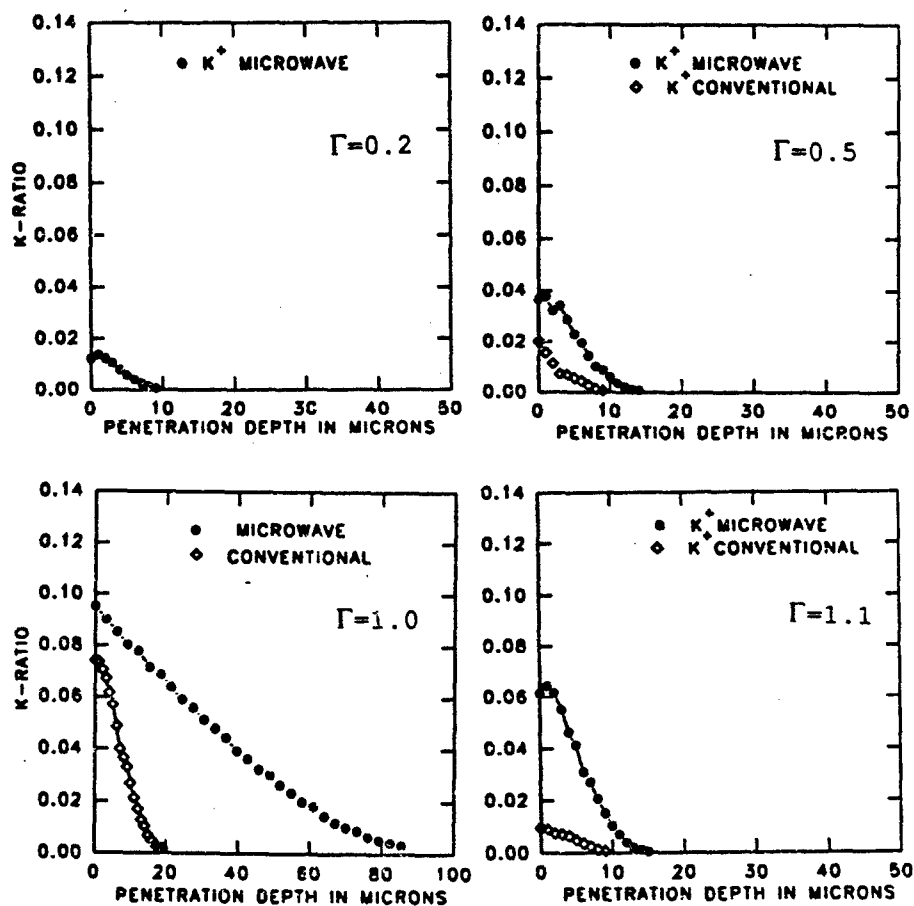 K+ MICROWAVE
Γ=0.2
K-RATIO
0.14
0.12
0.10
0.08
0.06
0.04
0.02
0.00
0 10 20 30 40 50
PENETRATION DEPTH IN MICRONS
K+ MICROWAVE
K+ CONVENTIONAL
Γ=0.5
0.14
0.12
0.10
0.08
0.06
0.04
0.02
0.00
0 10 20 30 40 50
PENETRATION DEPTH IN MICRONS
MICROWAVE
CONVENTIONAL
Γ=1.0
K-RATIO
0.14
0.12
0.10
0.08
0.06
0.04
0.02
0.00
0 20 40 60 80 100
PENETRATION DEPTH IN MICRONS
K+ MICROWAVE
K+ CONVENTIONAL
Γ=1.1
0.14
0.12
0.10
0.08
0.06
0.04
0.02
0.00
0 10 20 30 40 50
PENETRATION DEPTH IN MICRONS